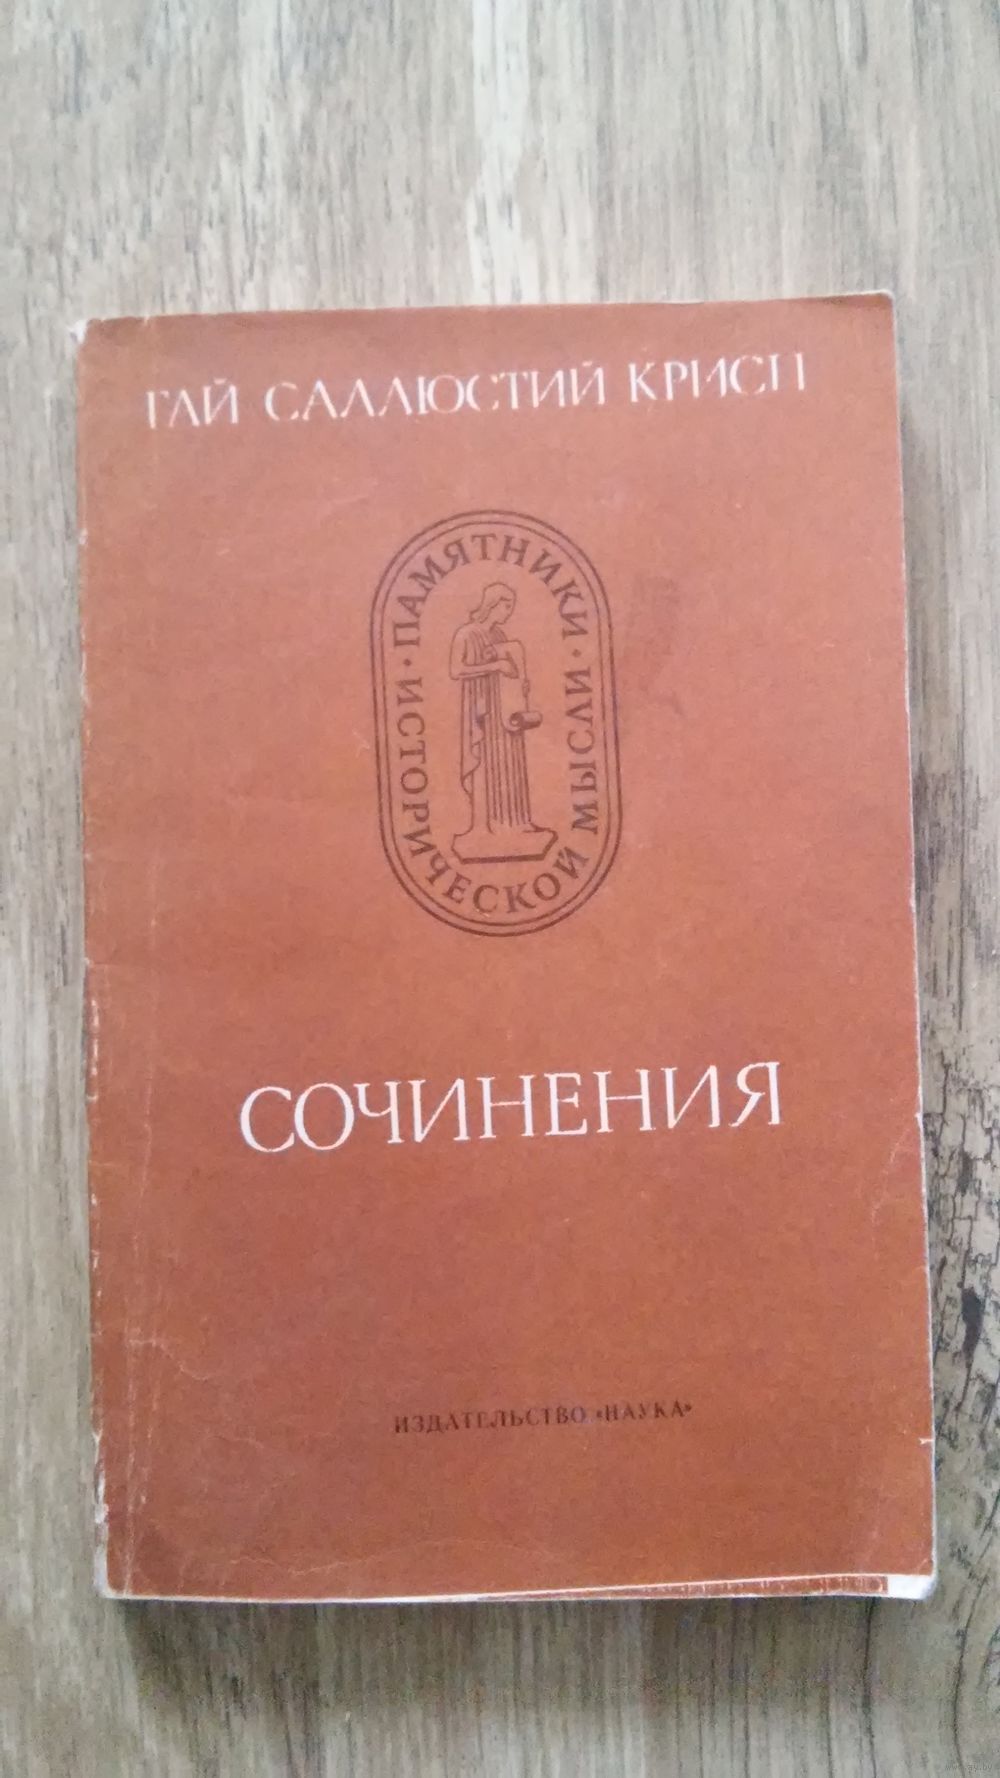 ГАЙ САЛЛЮСТИЙ КРИСП
· ПАМЯТНИКИ ·
ИСТОРИЧЕСКОЙ МЫСЛИ
СОЧИНЕНИЯ
ИЗДАТЕЛЬСТВО «НАУКА»